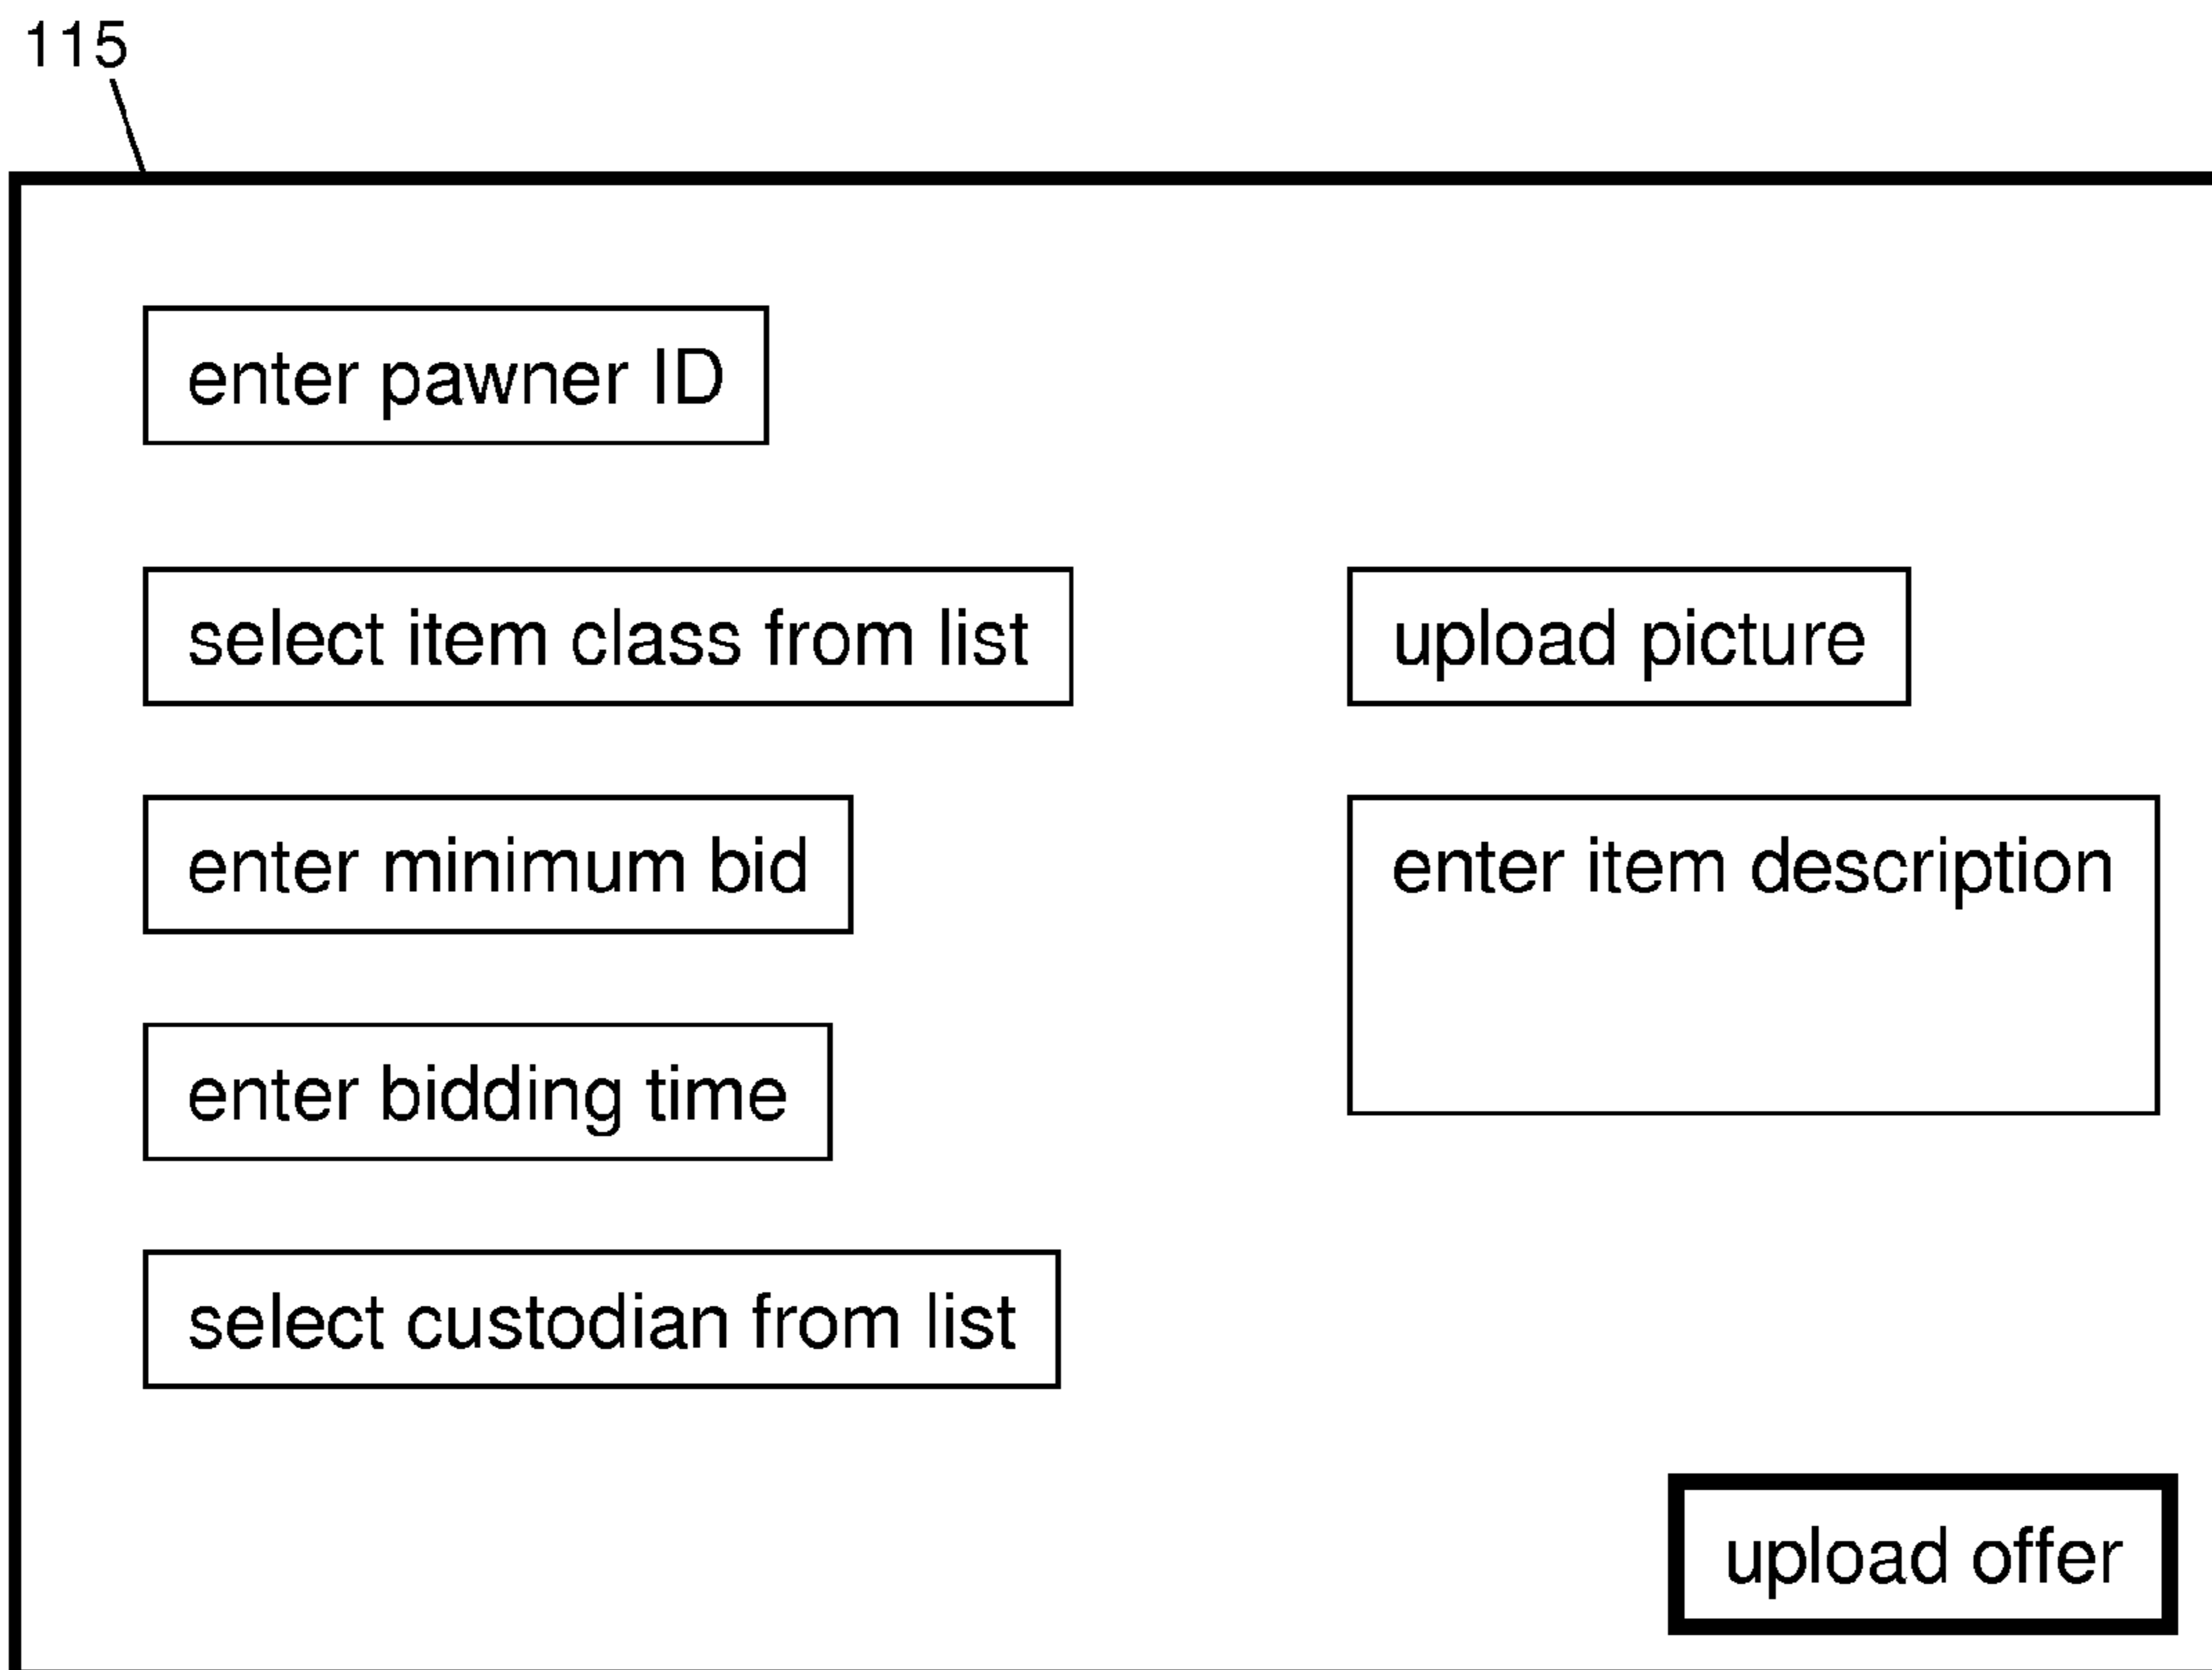 115
enter pawner ID
select item class from list
upload picture
enter minimum bid
enter item description
enter bidding time
select custodian from list
upload offer